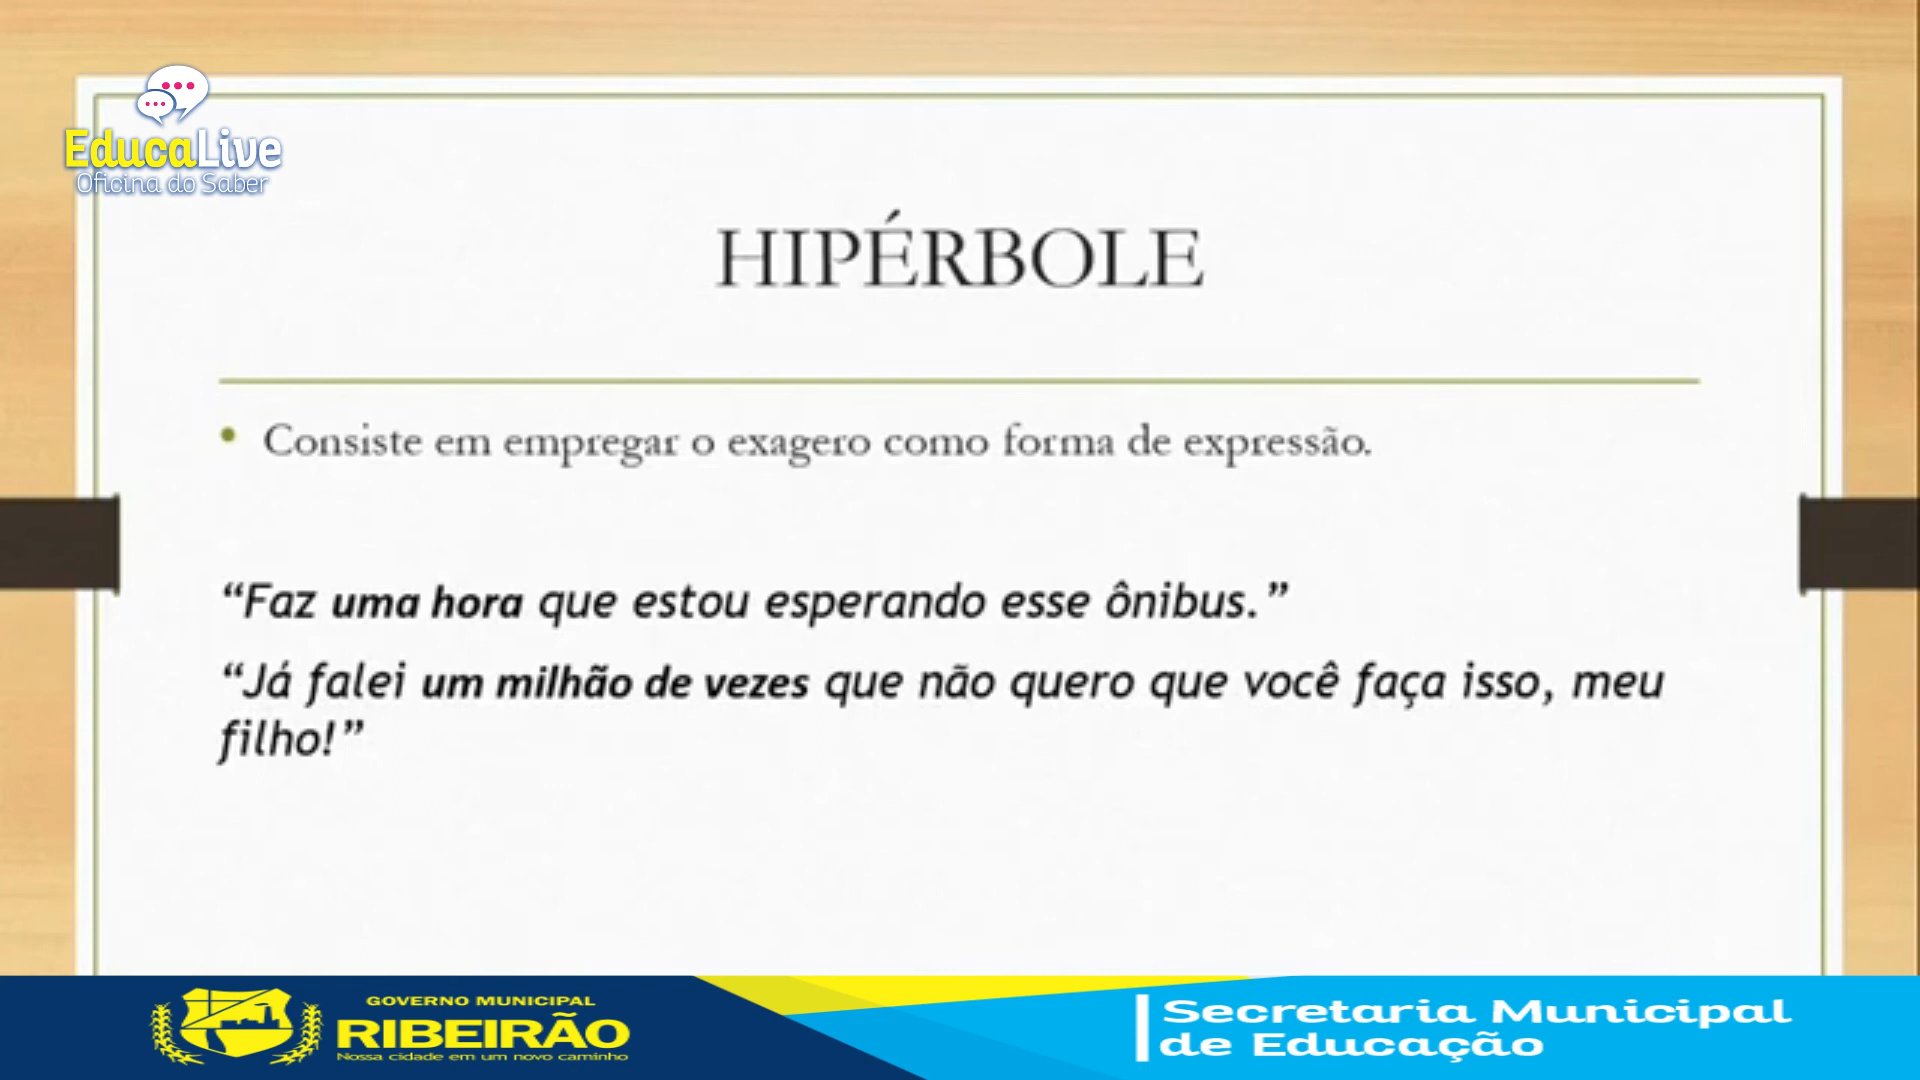 EducaLive
Oficina do Saber
HIPÉRBOLE
• Consiste em empregar o exagero como forma de expressão.
“Faz uma hora que estou esperando esse ônibus.”
“Já falei um milhão de vezes que não quero que você faça isso, meu
filho!”
GOVERNO MUNICIPAL
RIBEIRÃO
Nossa cidade em um novo caminho
Secretaria Municipal
de Educação